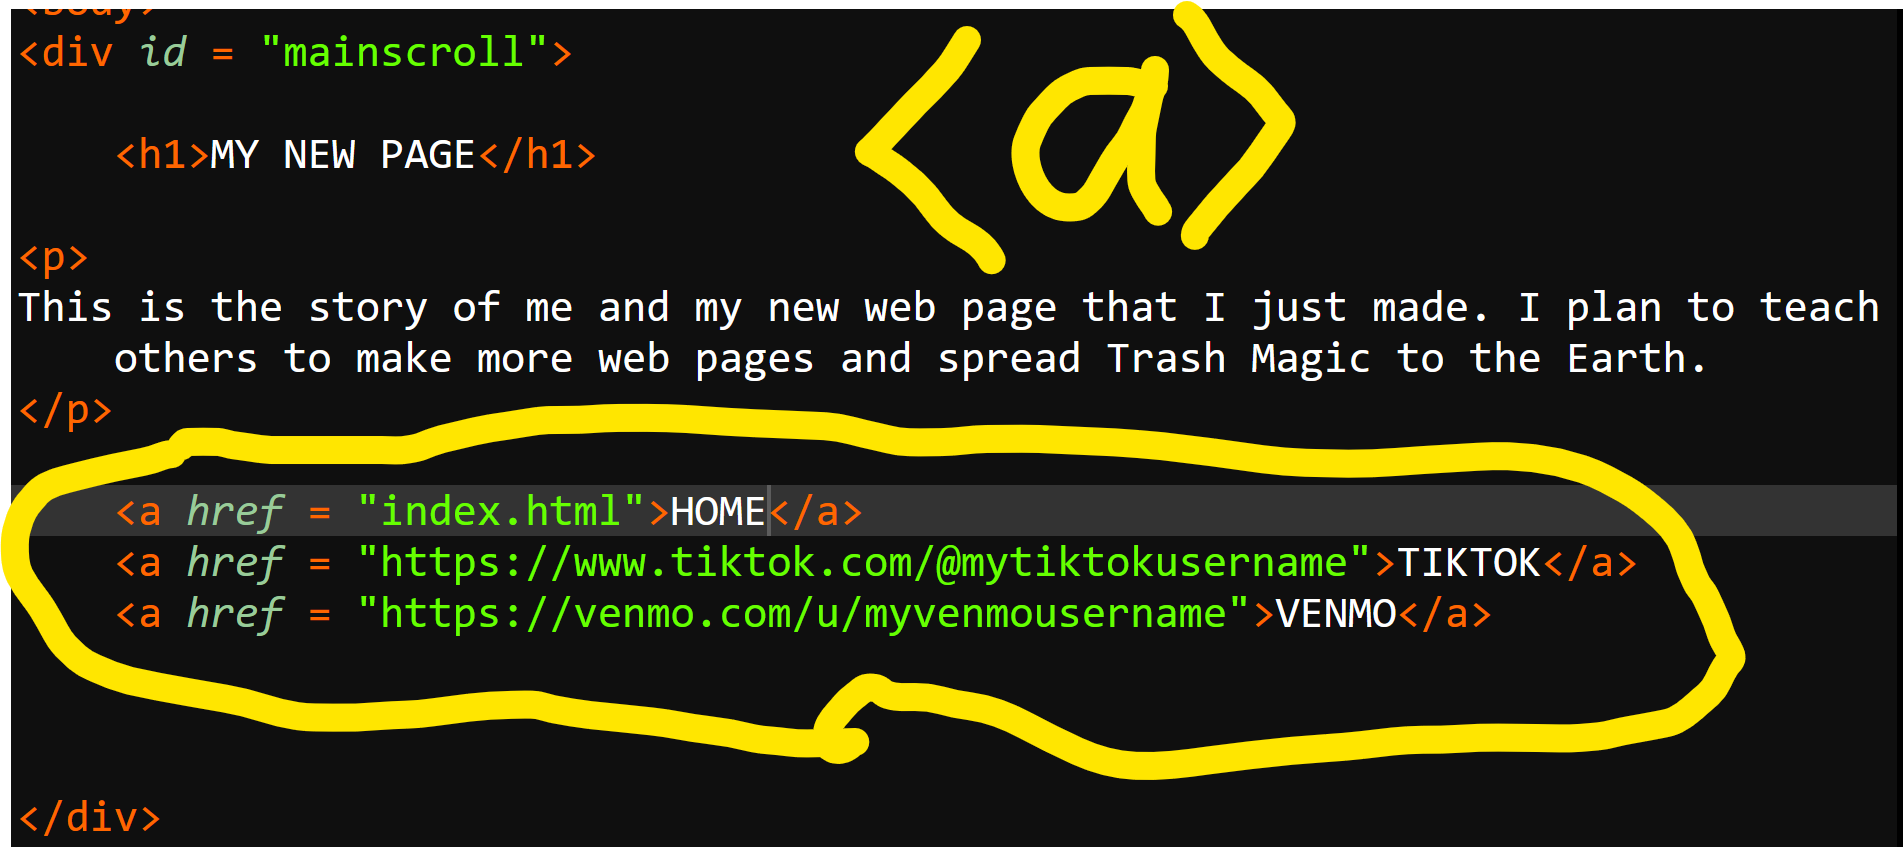 <body>
<div id = "mainscroll">
<a>
<h1>MY NEW PAGE</h1>
<p>
This is the story of me and my new web page that I just made. I plan to teach
others to make more web pages and spread Trash Magic to the Earth.
</p>
<a href = "index.html">HOME</a>
<a href = "https://www.tiktok.com/@mytiktokusername">TIKTOK</a>
<a href = "https://venmo.com/u/myvenmousername">VENMO</a>
</div>